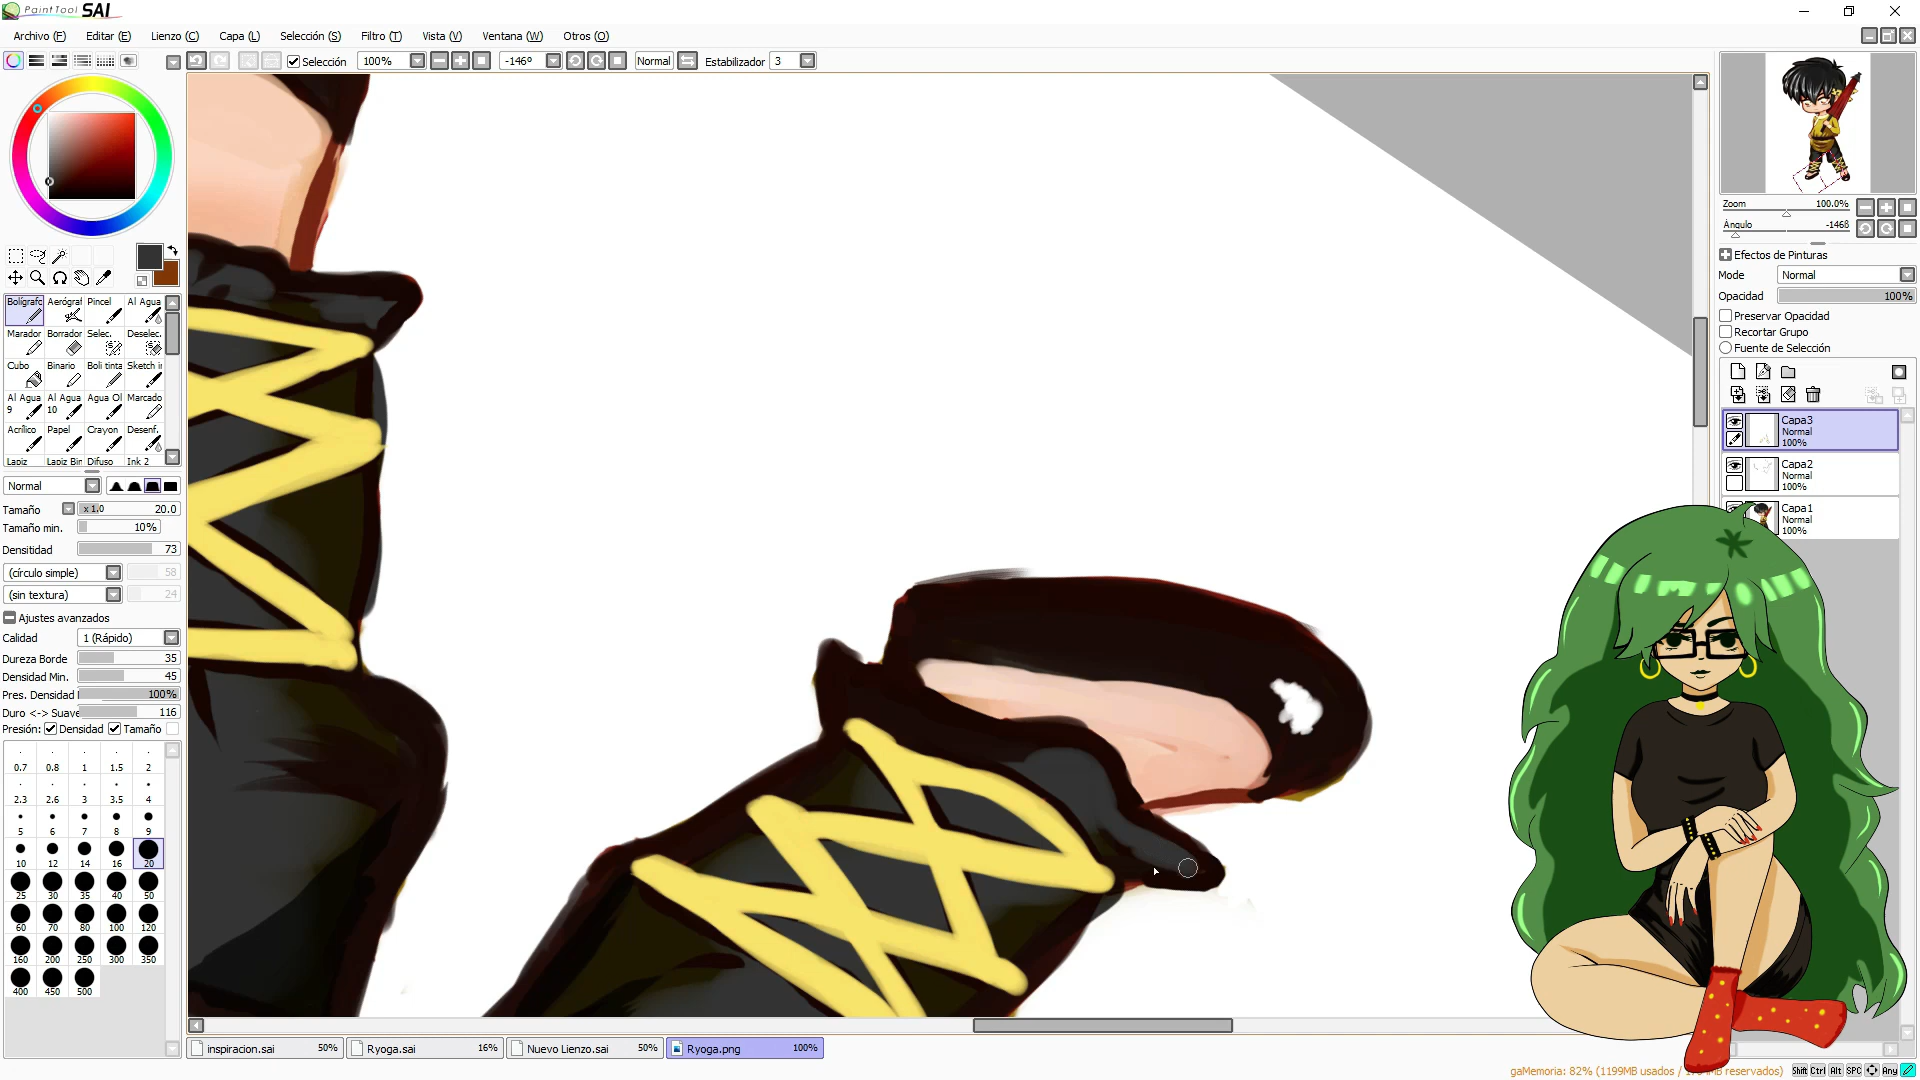 PaintTool SAI
Archivo (F) Editar (E) Lienzo (C) Capa (L) Selección (S) Filtro (T) Vista (V) Ventana (W) Otros (O)
Selección 100% -146º Normal Estabilizador 3
Zoom 100.0%
Ángulo -146º
Efectos de Pinturas
Mode Normal
Opacidad 100%
Preservar Opacidad
Recortar Grupo
Fuente de Selección
Capa3
Normal
100%
Capa2
Normal
100%
Capa1
Normal
100%
Bolígrafo Aerógraf Pincel Al Agua
Marador Borrador Selec. Deselec.
Cubo Binario Boli tinta Sketch
Al Agua 9 Al Agua 10 Agua Ol Marcado
Acrílico Papel Crayon Desenf.
Lapiz Lapiz Bin Difuso Ink 2
Normal
Tamaño x 1.0 20.0
Tamaño min. 10%
Densitidad 73
(círculo simple) 58
(sin textura) 24
Ajustes avanzados
Calidad 1 (Rápido)
Dureza Borde 35
Densidad Min. 45
Pres. Densidad 100%
Duro <-> Suave 116
Presión: Densidad Tamaño
0.7 0.8 1 1.5 2
2.3 2.6 3 3.5 4
5 6 7 8 9
10 12 14 16 20
25 30 35 40 50
60 70 80 100 120
160 200 250 300 350
400 450 500
inspiracion.sai 50% Ryoga.sai 16% Nuevo Lienzo.sai 50% Ryoga.png 100%
gaMemoria: 82% (1199MB usados / MB reservados) Shift Ctrl Alt SPC Any